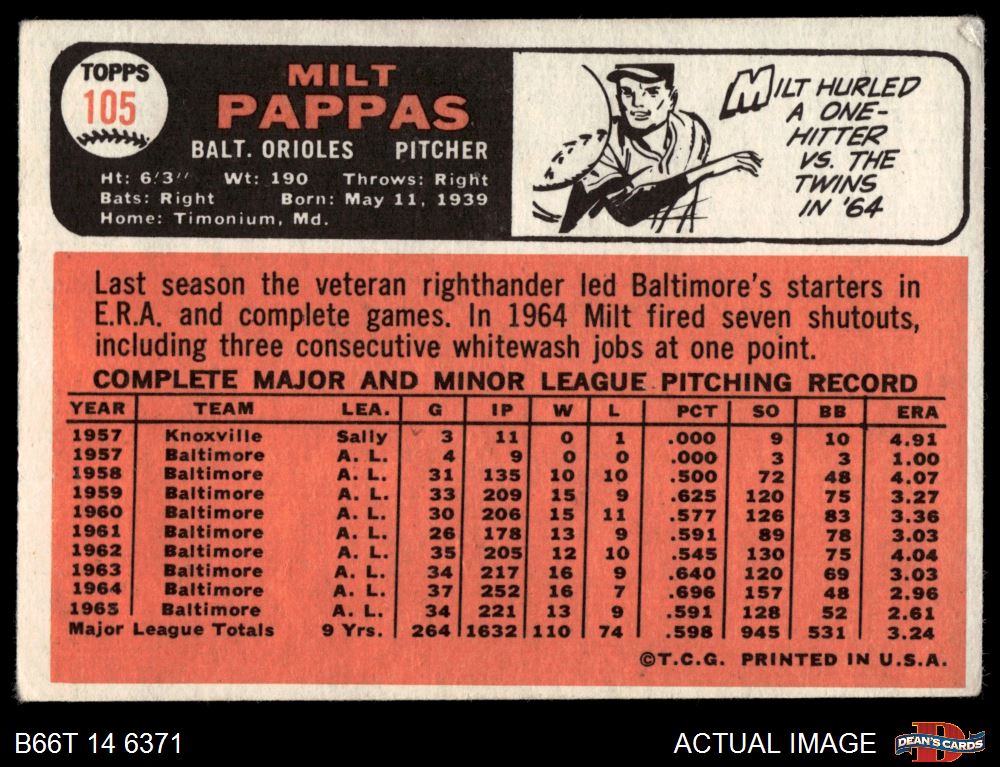 TOPPS
105
MILT
PAPPAS
BALT. ORIOLES PITCHER
Ht: 6'3" Wt: 190 Throws: Right
Bats: Right Born: May 11, 1939
Home: Timonium, Md.
MILT HURLED
A ONE-
HITTER
VS. THE
TWINS
IN '64
Last season the veteran righthander led Baltimore's starters in
E.R.A. and complete games. In 1964 Milt fired seven shutouts,
including three consecutive whitewash jobs at one point.
COMPLETE MAJOR AND MINOR LEAGUE PITCHING RECORD
YEAR TEAM LEA. G IP W L PCT SO BB ERA
1957 Knoxville Sally 3 11 0 1 .000 9 10 4.91
1957 Baltimore A. L. 4 9 0 0 .000 3 3 1.00
1958 Baltimore A. L. 31 135 10 10 .500 72 48 4.07
1959 Baltimore A. L. 33 209 15 9 .625 120 75 3.27
1960 Baltimore A. L. 30 206 15 11 .577 126 83 3.36
1961 Baltimore A. L. 26 178 13 9 .591 89 78 3.03
1962 Baltimore A. L. 35 205 12 10 .545 130 75 4.04
1963 Baltimore A. L. 34 217 16 9 .640 120 69 3.03
1964 Baltimore A. L. 37 252 16 7 .696 157 48 2.96
1965 Baltimore A. L. 34 221 13 9 .591 128 52 2.61
Major League Totals 9 Yrs. 264 1632 110 74 .598 945 531 3.24
©T.C.G. PRINTED IN U.S.A.
B66T 14 6371
ACTUAL IMAGE
DEAN'S CARDS